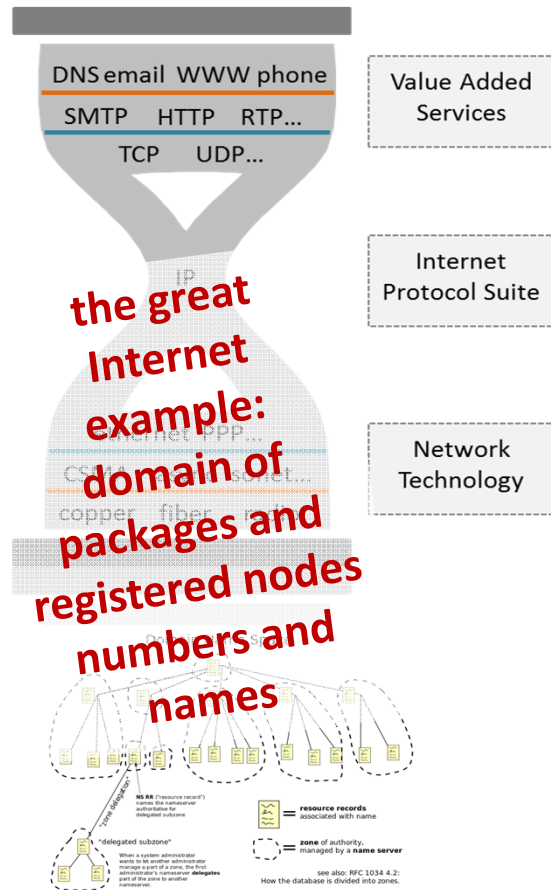 DNS email WWW phone
SMTP HTTP RTP...
TCP UDP...
IP
Value Added
Services
Internet
Protocol Suite
Network
Technology
the great
Internet
example:
domain of
packages and
registered nodes
numbers and
names
PPP...
copper fiber
"zone delegation"
NS RR ("resource record")
names the nameserver
authoritative for
delegated subzone
"delegated subzone"
When a system administrator
wants to let another administrator
manage a part of a zone, the first
administrator's nameserver delegates
part of the zone to another
nameserver.
= resource records
associated with name
= zone of authority,
managed by a name server
see also: RFC 1034 4.2:
How the database is divided into zones.